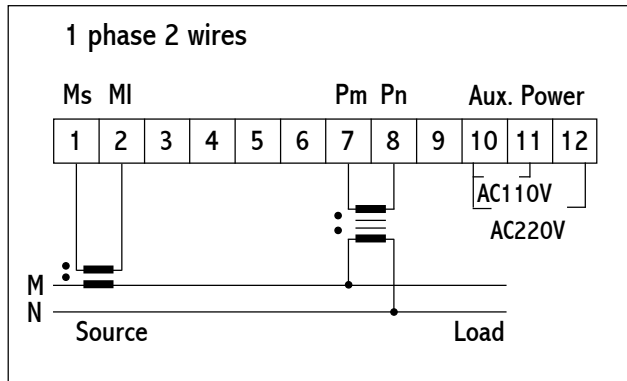 1 phase 2 wires
Ms Ml Pm Pn Aux. Power
1 2 3 4 5 6 7 8 9 10 11 12
AC110V
AC220V
M
N
Source Load